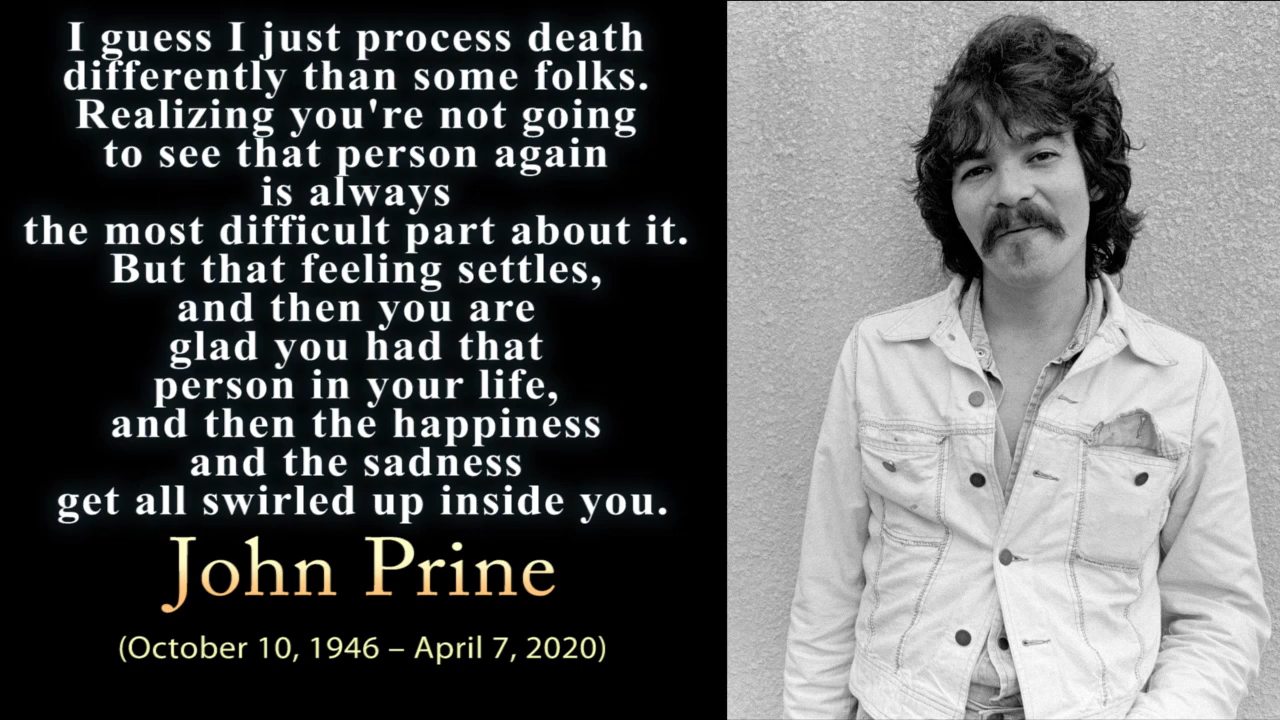 I guess I just process death
differently than some folks.
Realizing you're not going
to see that person again
is always
the most difficult part about it.
But that feeling settles,
and then you are
glad you had that
person in your life,
and then the happiness
and the sadness
get all swirled up inside you.
John Prine
(October 10, 1946 – April 7, 2020)